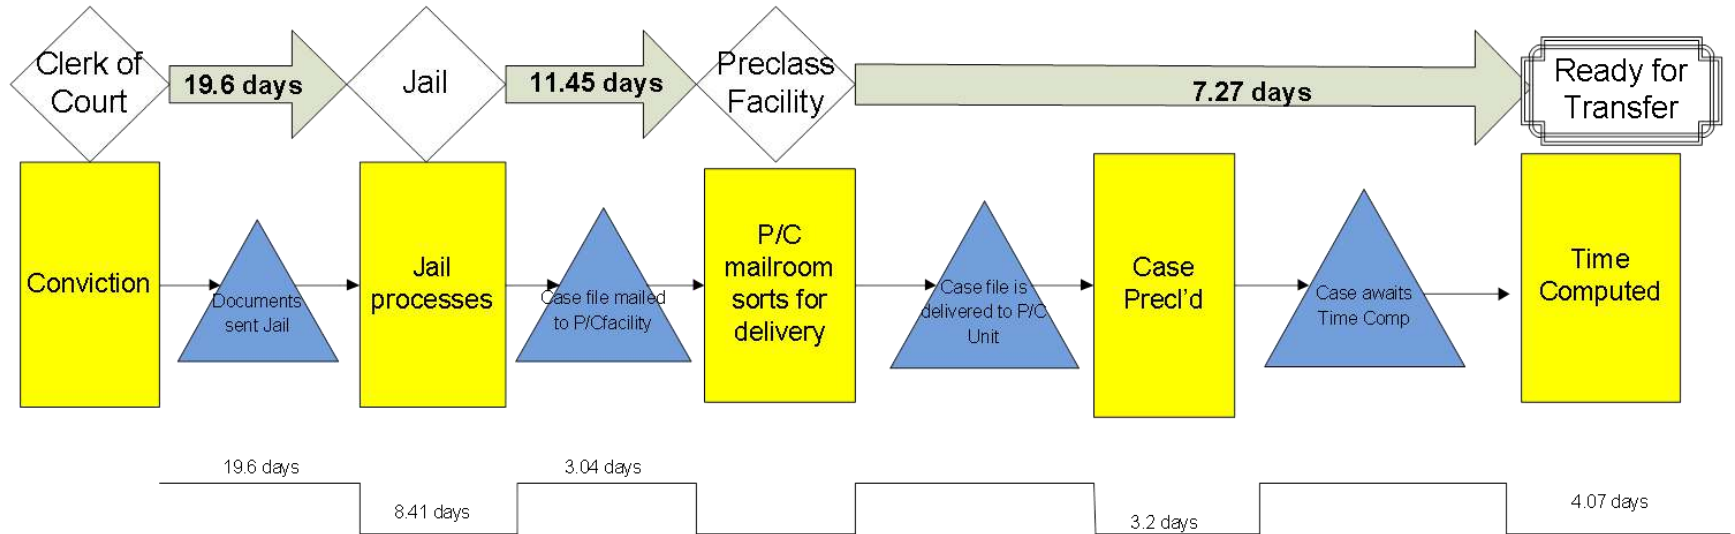 Clerk of
Court
19.6 days
Jail
11.45 days
Preclass
Facility
7.27 days
Ready for
Transfer
Conviction
Documents
sent Jail
Jail
processes
Case file mailed
to P/Cfacility
P/C
mailroom
sorts for
delivery
Case file is
delivered to P/C
Unit
Case
Precl'd
Case awaits
Time Comp
Time
Computed
19.6 days
8.41 days
3.04 days
3.2 days
4.07 days